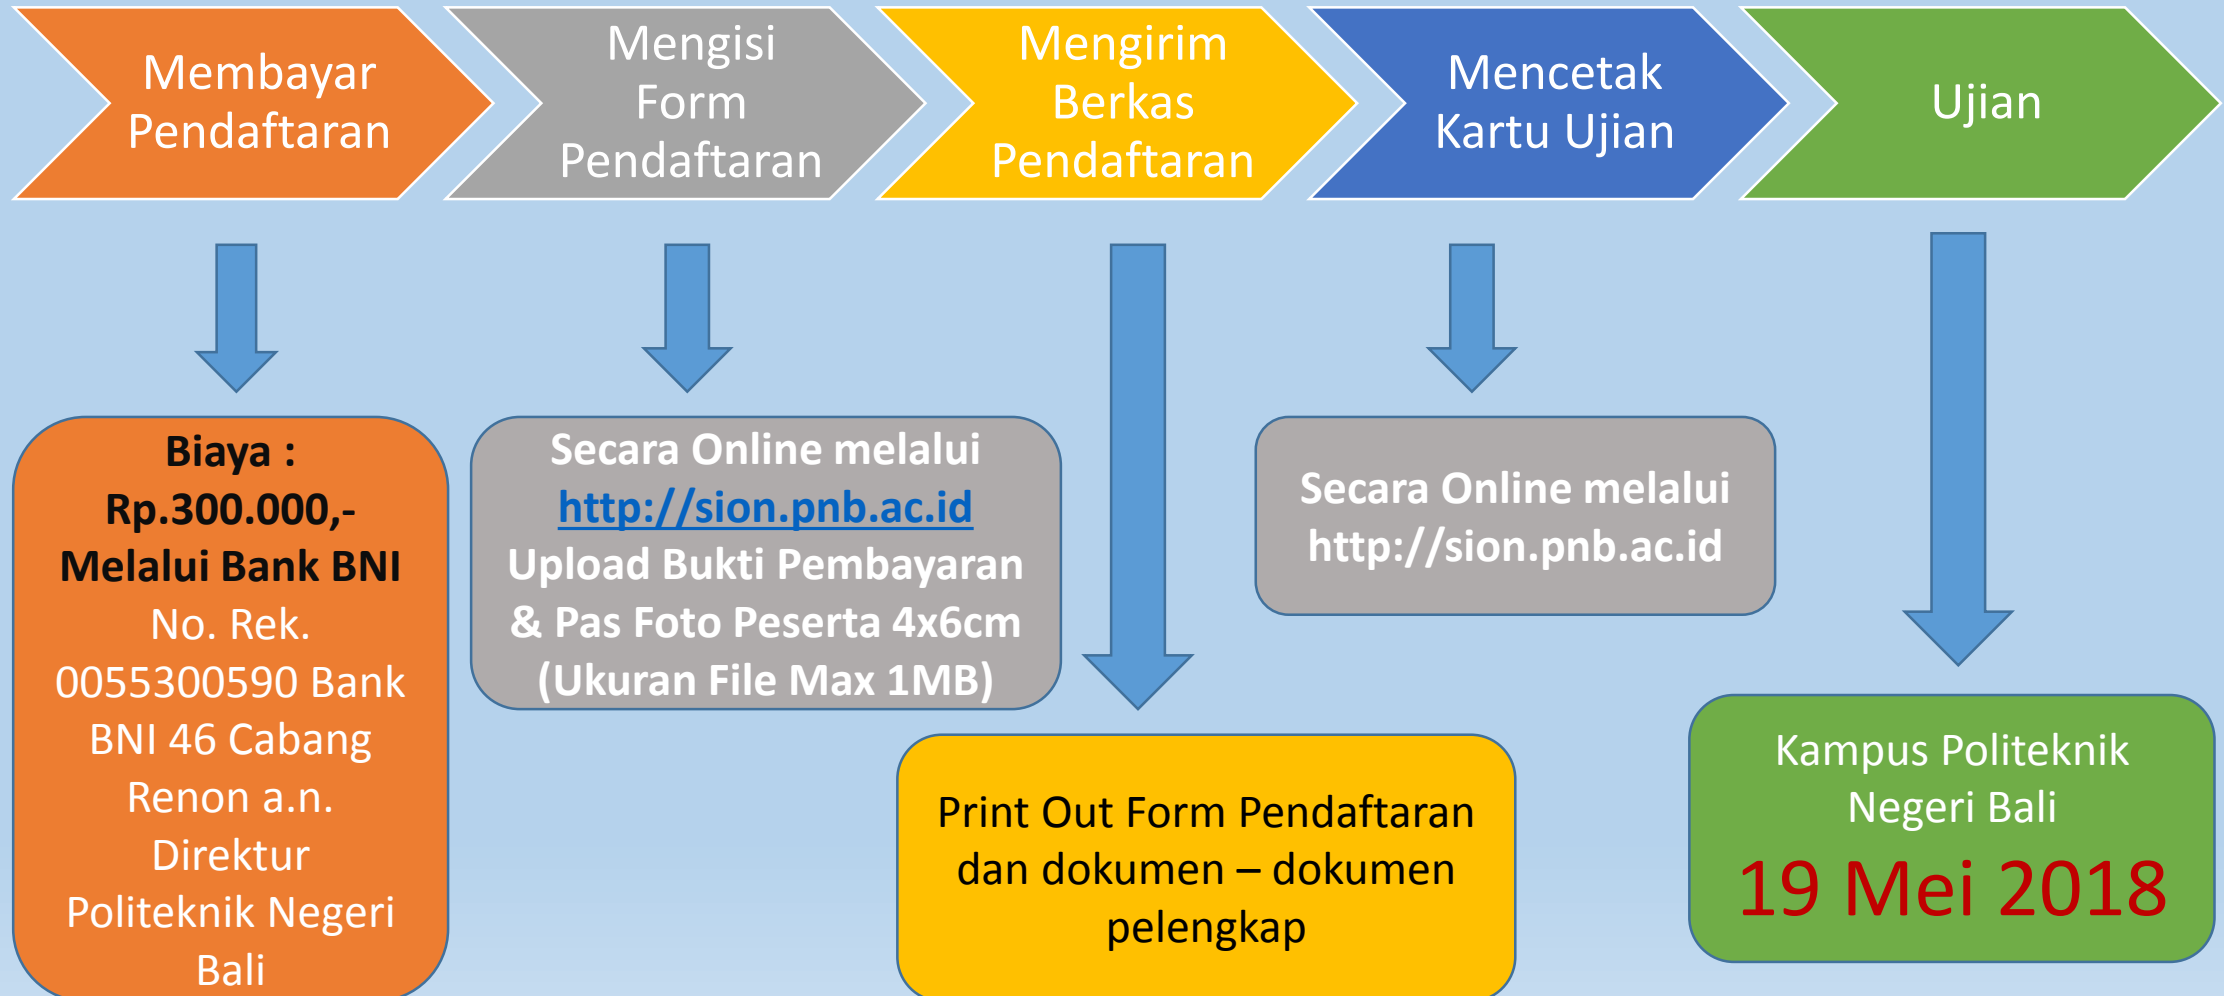 Membayar
Pendaftaran
Mengisi
Form
Pendaftaran
Mengirim
Berkas
Pendaftaran
Mencetak
Kartu Ujian
Ujian
Biaya :
Rp.300.000,-
Melalui Bank BNI
No. Rek.
0055300590 Bank
BNI 46 Cabang
Renon a.n.
Direktur
Politeknik Negeri
Bali
Secara Online melalui
http://sion.pnb.ac.id
Upload Bukti Pembayaran
& Pas Foto Peserta 4x6cm
(Ukuran File Max 1MB)
Print Out Form Pendaftaran
dan dokumen – dokumen
pelengkap
Secara Online melalui
http://sion.pnb.ac.id
Kampus Politeknik
Negeri Bali
19 Mei 2018